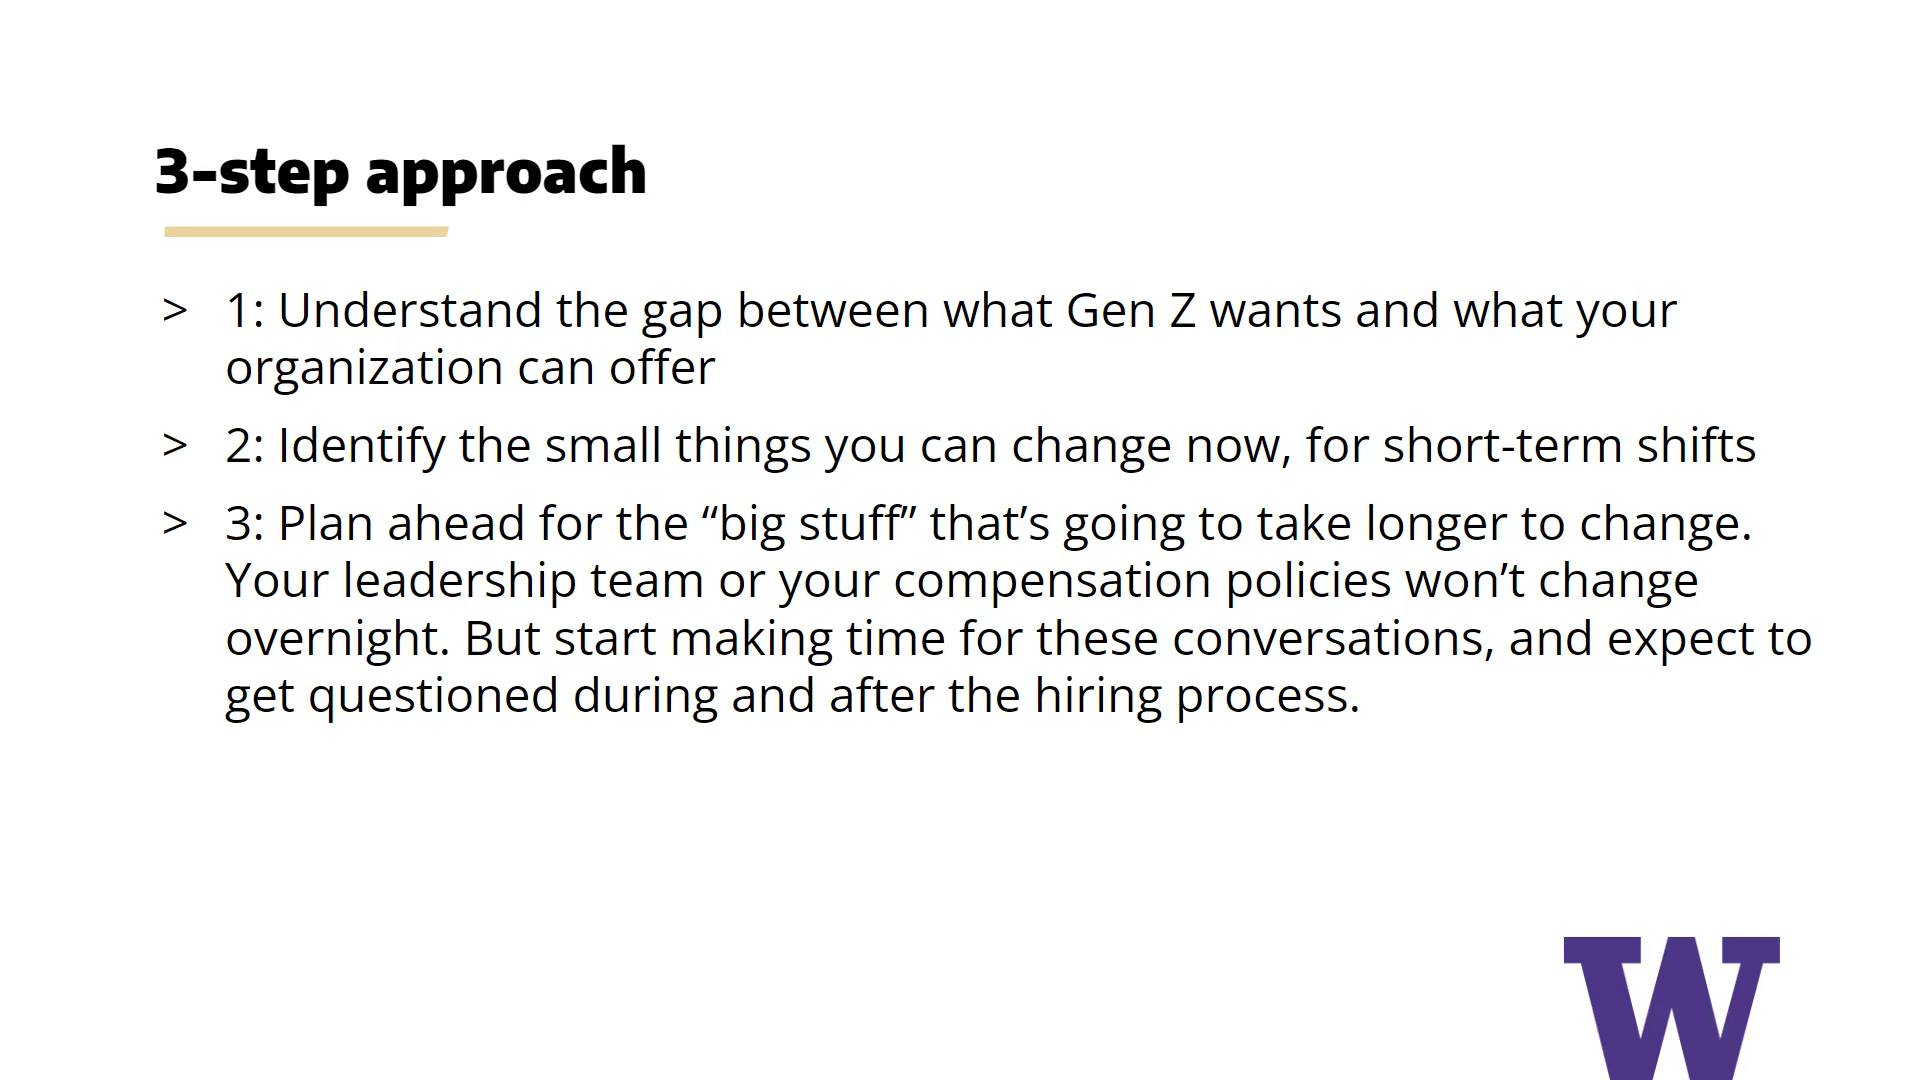 3-step approach
> 1: Understand the gap between what Gen Z wants and what your
organization can offer
> 2: Identify the small things you can change now, for short-term shifts
> 3: Plan ahead for the “big stuff” that’s going to take longer to change.
Your leadership team or your compensation policies won’t change
overnight. But start making time for these conversations, and expect to
get questioned during and after the hiring process.
W